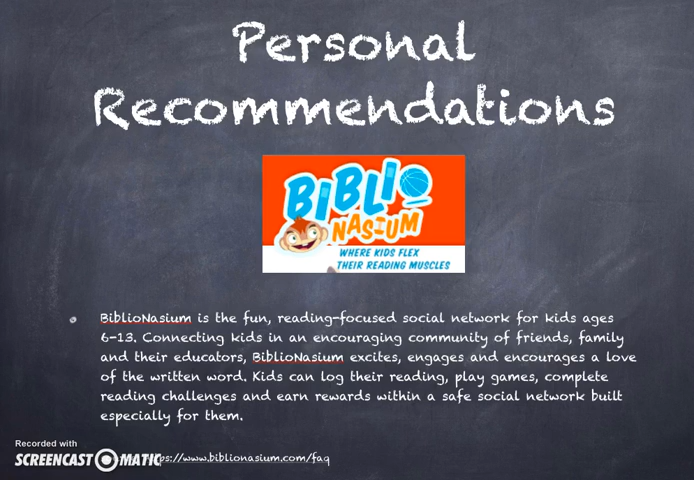 Personal
Recommendations
BIBLIO
NASIUM
WHERE KIDS FLEX
THEIR READING MUSCLES
BiblioNasium is the fun, reading-focused social network for kids ages
6-13. Connecting kids in an encouraging community of friends, family
and their educators, BiblioNasium excites, engages and encourages a love
of the written word. Kids can log their reading, play games, complete
reading challenges and earn rewards within a safe social network built
especially for them.
Recorded with
SCREENCAST-O-MATIC
ps://www.biblionasium.com/faq